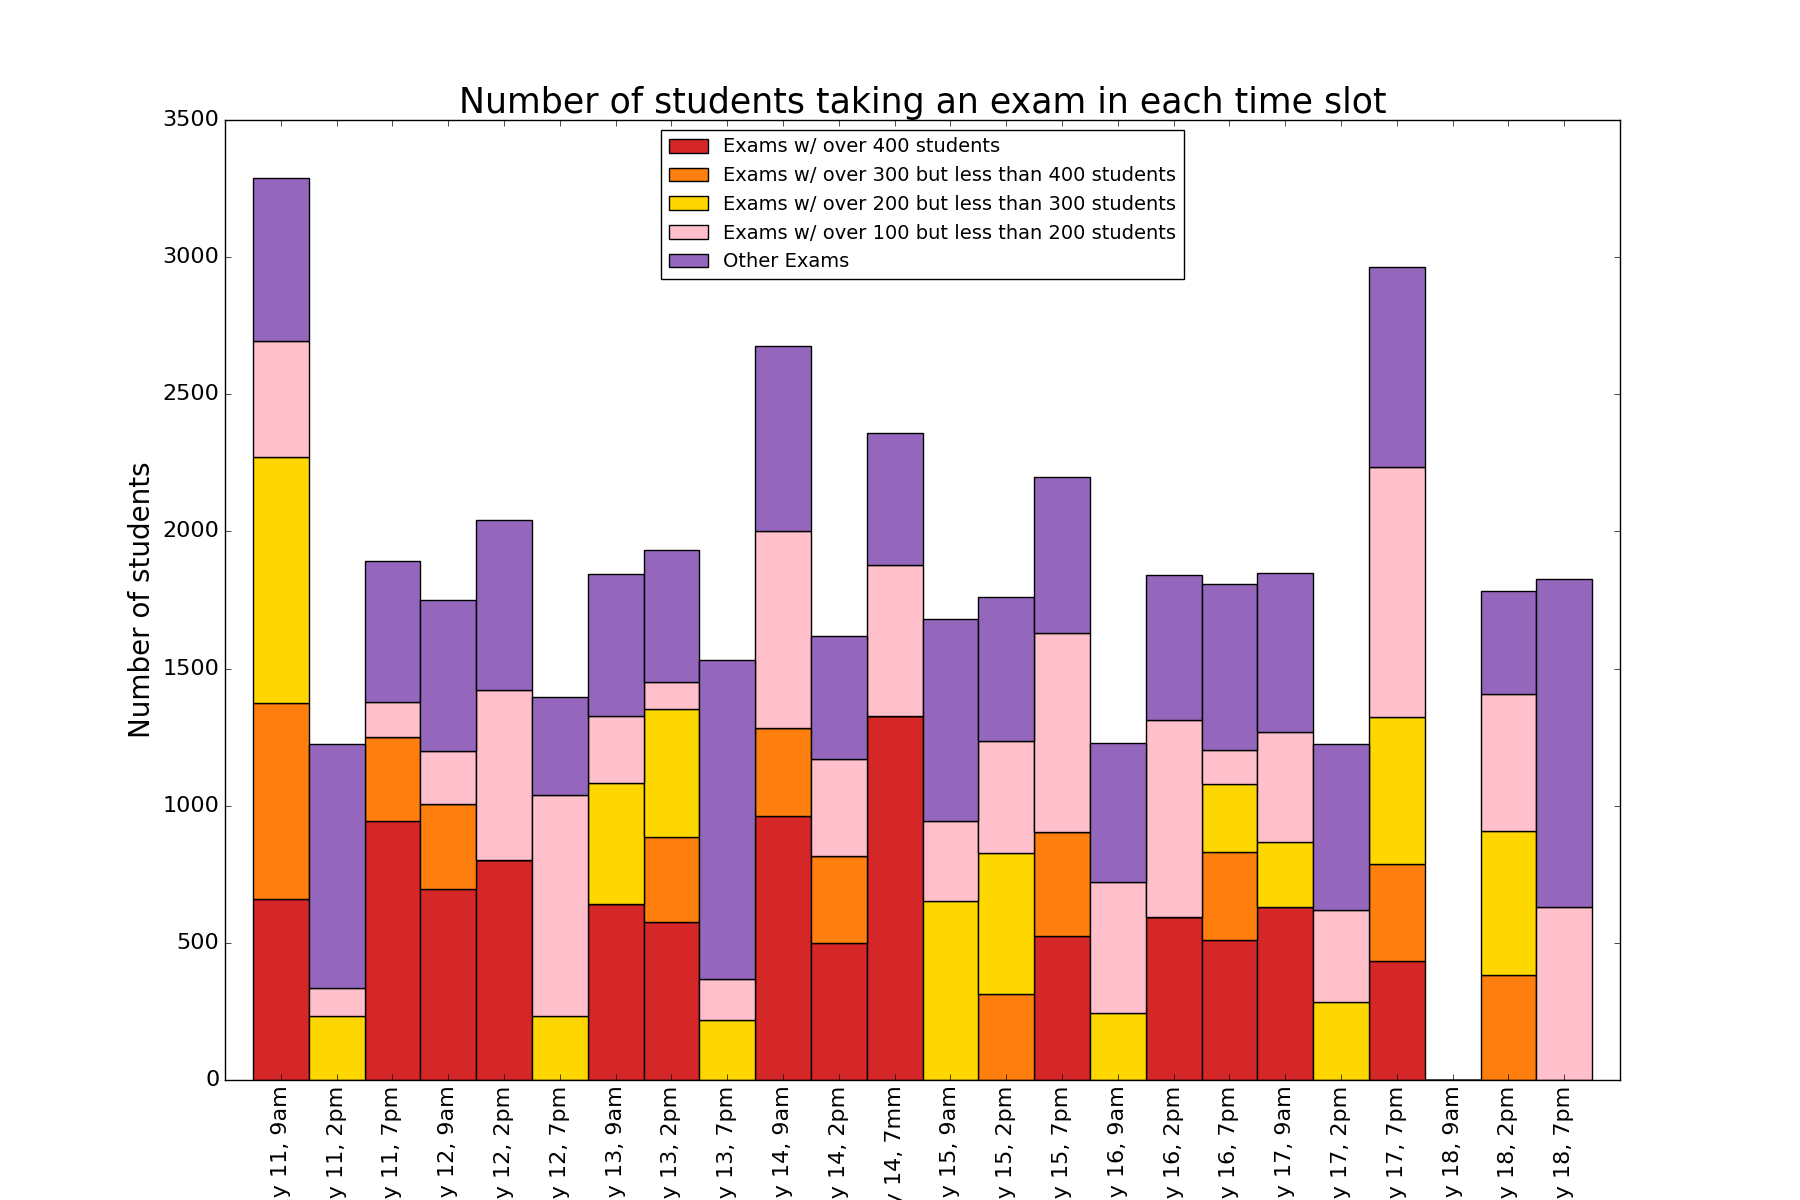 Number of students taking an exam in each time slot
Exams w/ over 400 students
Exams w/ over 300 but less than 400 students
Exams w/ over 200 but less than 300 students
Exams w/ over 100 but less than 200 students
Other Exams
Number of students
3500
3000
2500
2000
1500
1000
500
0
y 11, 9am
y 11, 2pm
y 11, 7pm
y 12, 9am
y 12, 2pm
y 12, 7pm
y 13, 9am
y 13, 2pm
y 13, 7pm
y 14, 9am
y 14, 2pm
y 14, 7mm
y 15, 9am
y 15, 2pm
y 15, 7pm
y 16, 9am
y 16, 2pm
y 16, 7pm
y 17, 9am
y 17, 2pm
y 17, 7pm
y 18, 9am
y 18, 2pm
y 18, 7pm